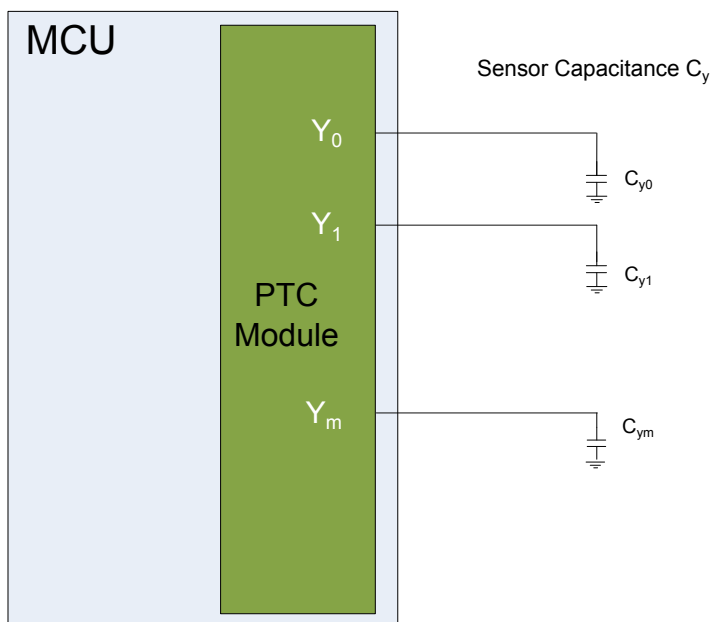 MCU
Sensor Capacitance Cy
Y0
Cy0
Y1
Cy1
PTC
Module
Ym
Cym